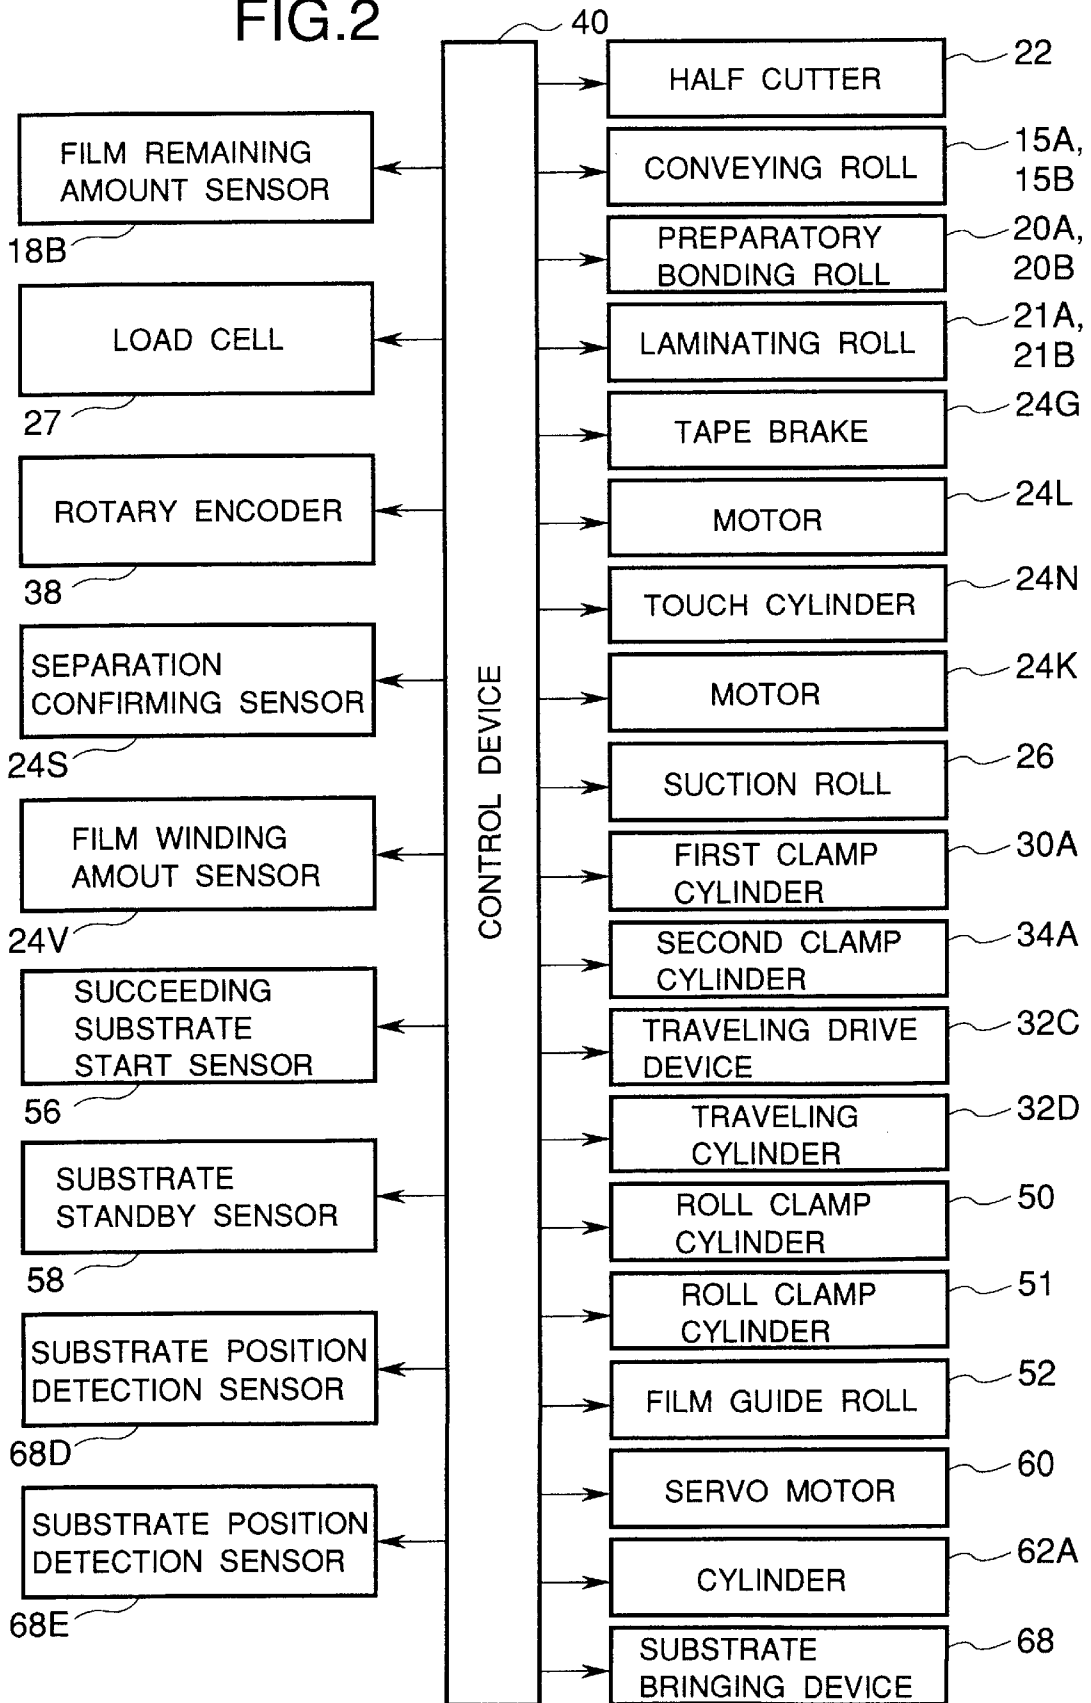 FIG.2
40
FILM REMAINING
AMOUNT SENSOR
18B
LOAD CELL
27
ROTARY ENCODER
38
SEPARATION
CONFIRMING SENSOR
24S
FILM WINDING
AMOUT SENSOR
24V
SUCCEEDING
SUBSTRATE
START SENSOR
56
SUBSTRATE
STANDBY SENSOR
58
SUBSTRATE POSITION
DETECTION SENSOR
68D
SUBSTRATE POSITION
DETECTION SENSOR
68E
CONTROL DEVICE
HALF CUTTER
22
CONVEYING ROLL
15A,
15B
PREPARATORY
BONDING ROLL
20A,
20B
LAMINATING ROLL
21A,
21B
TAPE BRAKE
24G
MOTOR
24L
TOUCH CYLINDER
24N
MOTOR
24K
SUCTION ROLL
26
FIRST CLAMP
CYLINDER
30A
SECOND CLAMP
CYLINDER
34A
TRAVELING DRIVE
DEVICE
32C
TRAVELING
CYLINDER
32D
ROLL CLAMP
CYLINDER
50
ROLL CLAMP
CYLINDER
51
FILM GUIDE ROLL
52
SERVO MOTOR
60
CYLINDER
62A
SUBSTRATE
BRINGING DEVICE
68